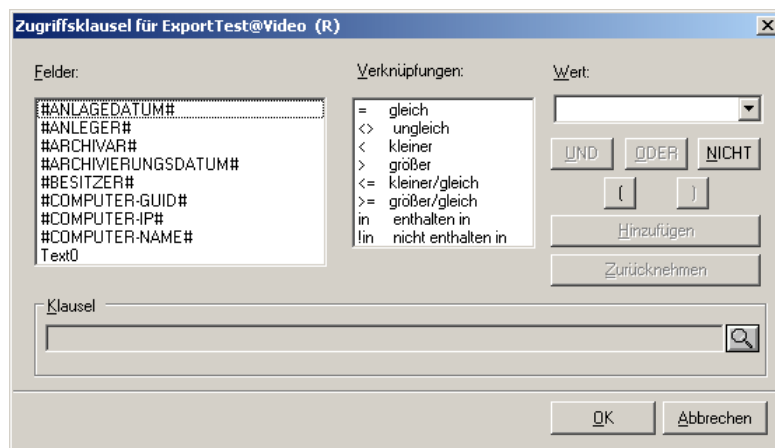 Zugriffsklausel für ExportTest@Video (R)
Felder:
#ANLAGEDATUM#
#ANLEGER#
#ARCHIVAR#
#ARCHIVIERUNGSDATUM#
#BESITZER#
#COMPUTER-GUID#
#COMPUTER-IP#
#COMPUTER-NAME#
Text0
Verknüpfungen:
= gleich
<> ungleich
< kleiner
> größer
<= kleiner/gleich
>= größer/gleich
in enthalten in
!in nicht enthalten in
Wert:
UND ODER NICHT
( )
Hinzufügen
Zurücknehmen
Klausel
OK Abbrechen